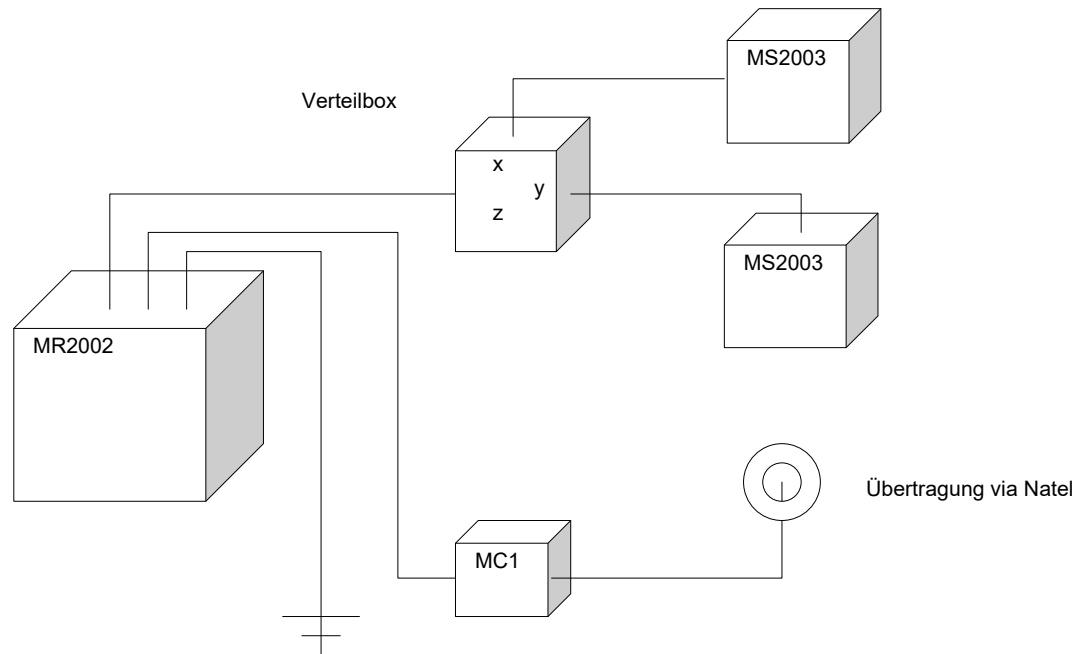 MS2003
Verteilbox
x
y
z
MS2003
MR2002
Übertragung via Natel
MC1